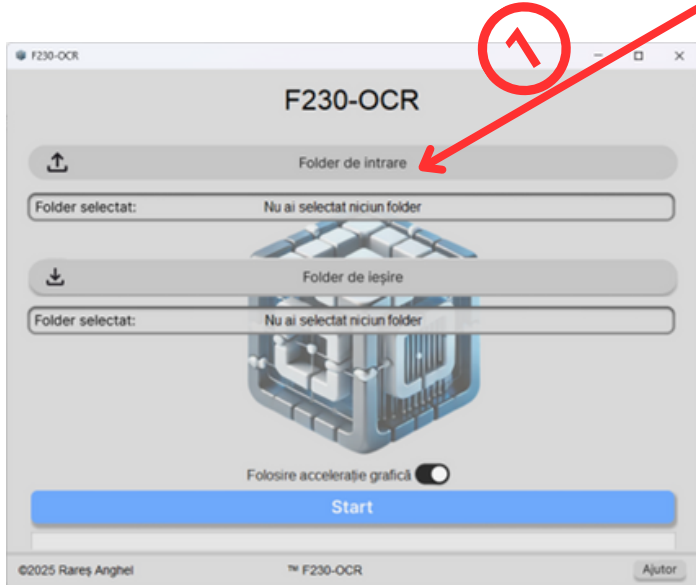 1
F230-OCR
F230-OCR
Folder de intrare
Folder selectat: Nu ai selectat niciun folder
Folder de ieșire
Folder selectat: Nu ai selectat niciun folder
Folosire accelerație grafică
Start
©2025 Rareș Anghel ™ F230-OCR Ajutor